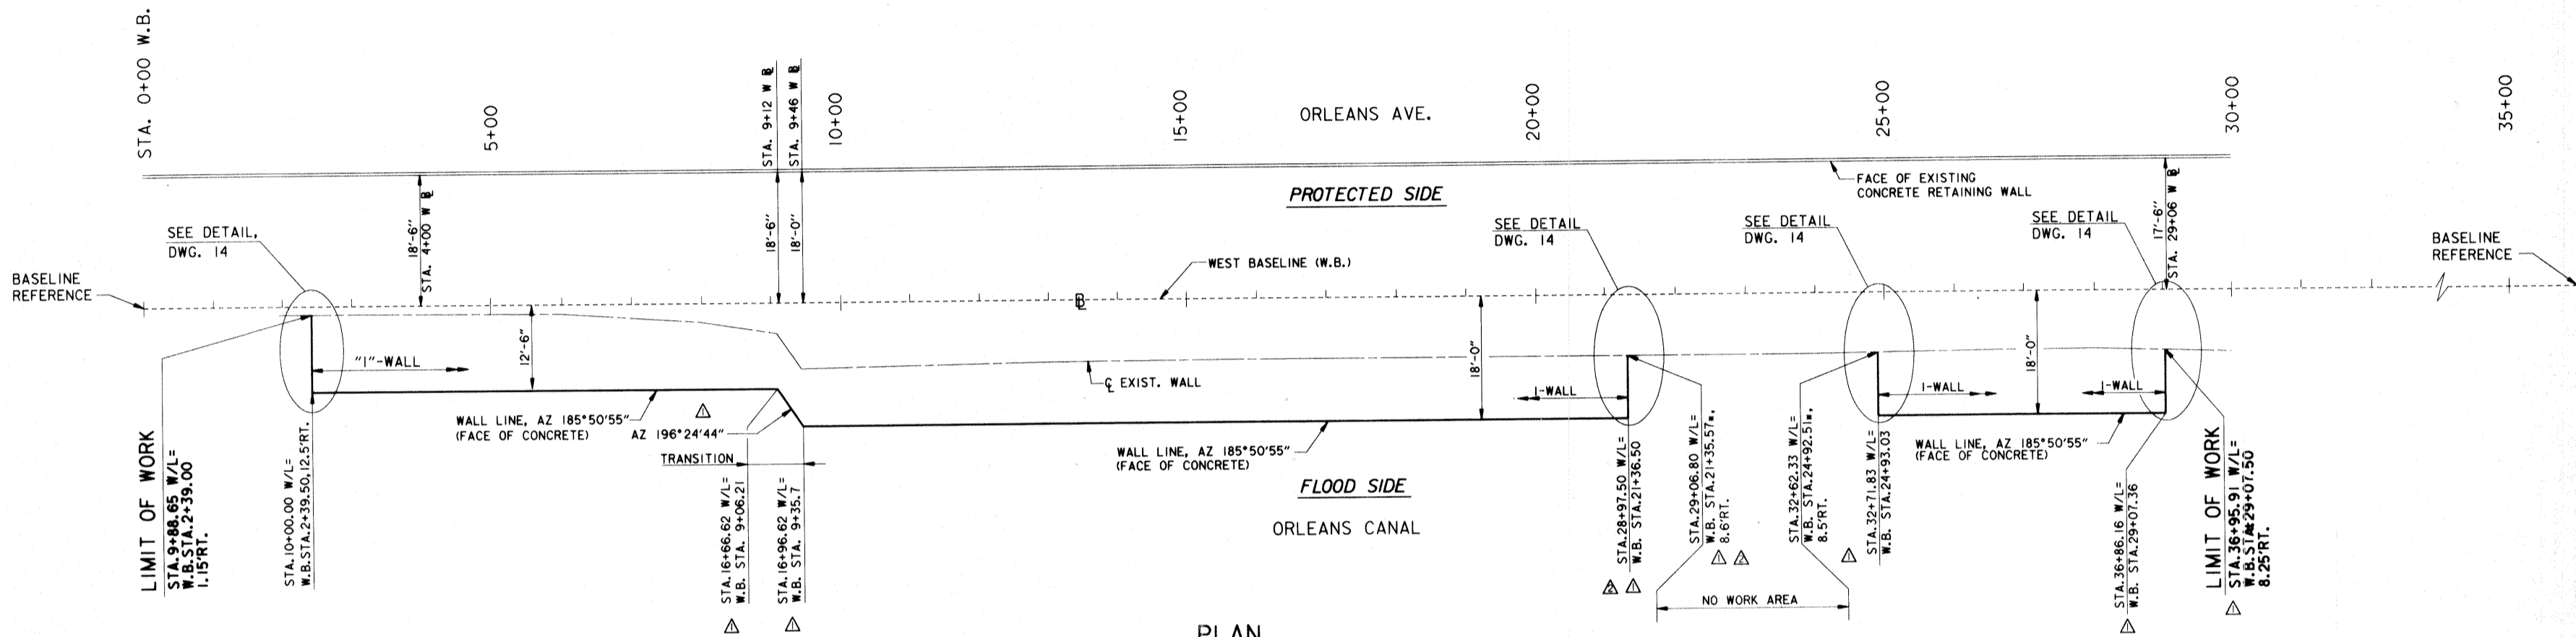 STA. 0+00 W.B.
5+00
STA. 9+12 W ℄
STA. 9+46 W ℄
10+00
15+00
ORLEANS AVE.
20+00
25+00
30+00
35+00
FACE OF EXISTING
CONCRETE RETAINING WALL
PROTECTED SIDE
18'-6"
STA. 4+00 W ℄
18'-6"
18'-0"
17'-6"
STA. 29+06 W ℄
SEE DETAIL,
DWG. 14
SEE DETAIL
DWG. 14
SEE DETAIL
DWG. 14
SEE DETAIL
DWG. 14
BASELINE
REFERENCE
WEST BASELINE (W.B.)
BASELINE
REFERENCE
12'-6"
18'-0"
18'-0"
"I"-WALL
℄ EXIST. WALL
I-WALL
I-WALL
I-WALL
WALL LINE, AZ 185°50'55"
(FACE OF CONCRETE)
AZ 196°24'44"
TRANSITION
WALL LINE, AZ 185°50'55"
(FACE OF CONCRETE)
WALL LINE, AZ 185°50'55"
(FACE OF CONCRETE)
FLOOD SIDE
ORLEANS CANAL
LIMIT OF WORK
STA.9+88.65 W/L=
W.B.STA.2+39.00
1.15'RT.
STA.10+00.00 W/L=
W.B.STA.2+39.50,12.5'RT.
STA.16+66.62 W/L=
W.B. STA. 9+06.21
STA.16+96.62 W/L=
W.B. STA. 9+35.7
STA.28+97.50 W/L=
W.B. STA.21+36.50
STA.29+06.80 W/L=
W.B. STA.21+35.57*,
8.6'RT.
STA.32+62.33 W/L=
W.B. STA.24+92.51*,
8.5'RT.
STA.32+71.83 W/L=
W.B. STA.24+93.03
NO WORK AREA
STA.36+86.16 W/L=
W.B. STA.29+07.36
LIMIT OF WORK
STA.36+95.91 W/L=
W.B.STA.29+07.50
8.25'RT.
PLAN